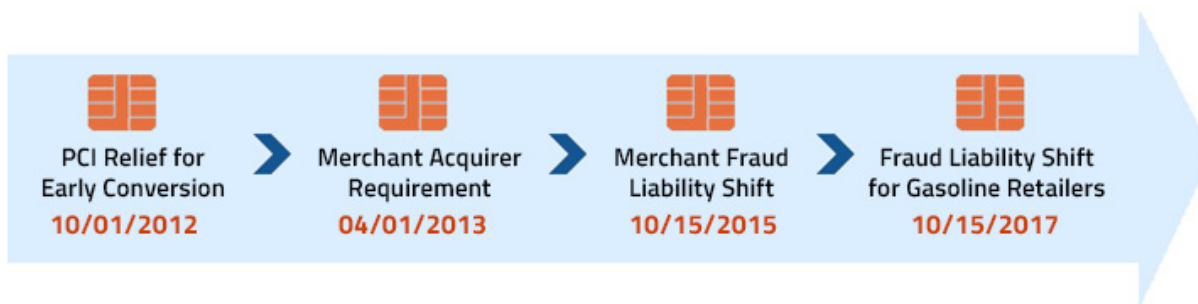 PCI Relief for
Early Conversion
10/01/2012
Merchant Acquirer
Requirement
04/01/2013
Merchant Fraud
Liability Shift
10/15/2015
Fraud Liability Shift
for Gasoline Retailers
10/15/2017